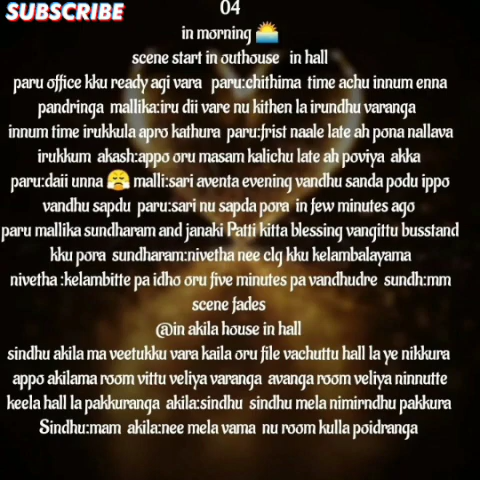 SUBSCRIBE
04
in morning 🌅
scene start in outhouse in hall
paru office kku ready agi vara paru:chithima time achu innum enna
pandringa mallika:iru dii vare nu kithen la irundhu varanga
innum time irukkula apro kathura paru:frist naale late ah pona nallava
irukkum akash:appo oru masam kalichu late ah poviya akka
paru:daii unna 😤 malli:sari aventa evening vandhu sanda podu ippo
vandhu sapdu paru:sari nu sapda pora in few minutes ago
paru mallika sundharam and janaki Patti kitta blessing vangittu busstand
kku pora sundharam:nivetha nee clg kku kelambalayama
nivetha :kelambitte pa idho oru five minutes pa vandhudre sundh:mm
scene fades
@in akila house in hall
sindhu akila ma veetukku vara kaila oru file vachuttu hall la ye nikkura
appo akilama room vittu veliya varanga avanga room veliya ninnutte
keela hall la pakkuranga akila:sindhu sindhu mela nimirndhu pakkura
Sindhu:mam akila:nee mela vama nu room kulla poidranga